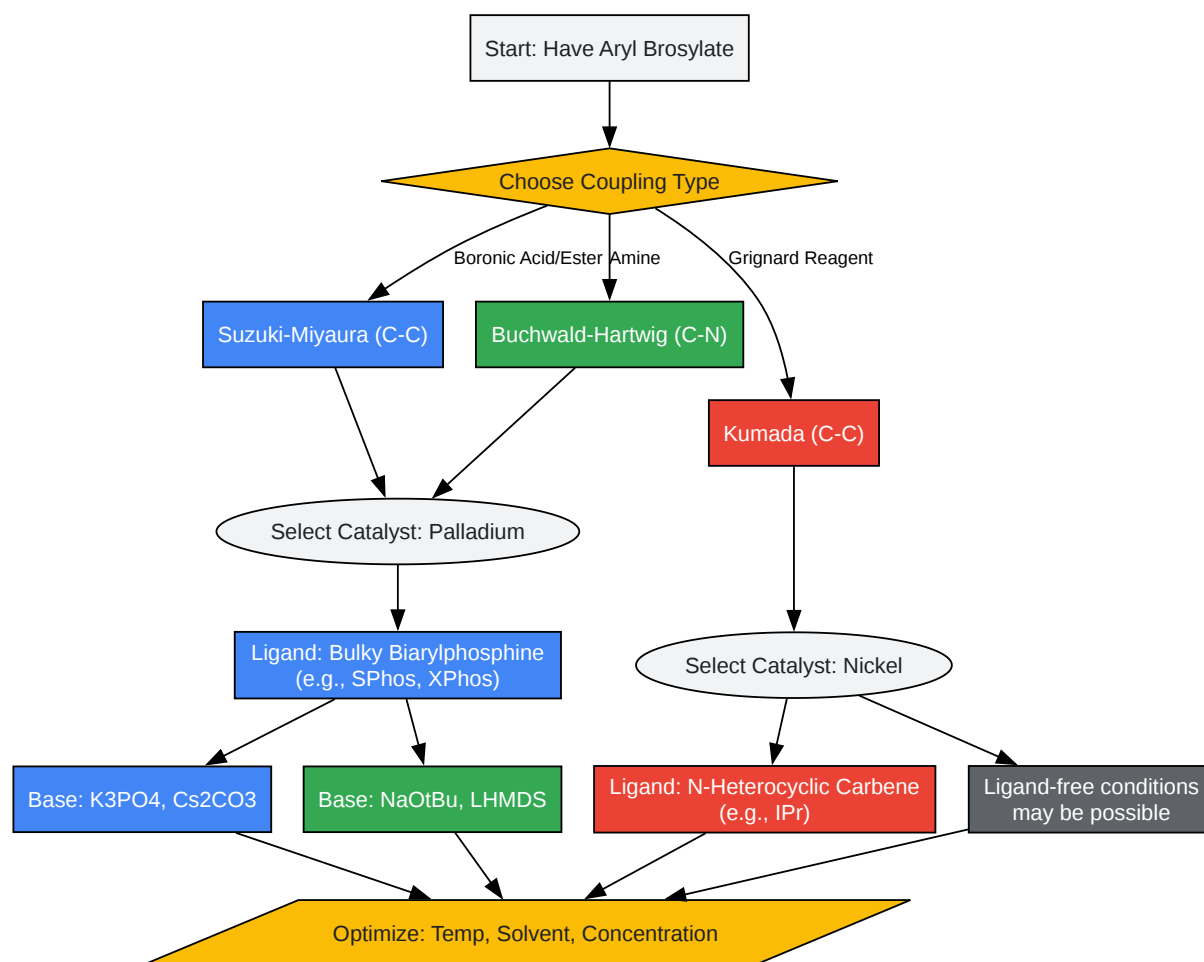 Start: Have Aryl Brosylate
Choose Coupling Type
Boronic Acid/Ester
Amine
Grignard Reagent
Suzuki-Miyaura (C-C)
Buchwald-Hartwig (C-N)
Kumada (C-C)
Select Catalyst: Palladium
Ligand: Bulky Biarylphosphine
(e.g., SPhos, XPhos)
Select Catalyst: Nickel
Base: K3PO4, Cs2CO3
Base: NaOtBu, LHMDS
Ligand: N-Heterocyclic Carbene
(e.g., IPr)
Ligand-free conditions
may be possible
Optimize: Temp, Solvent, Concentration